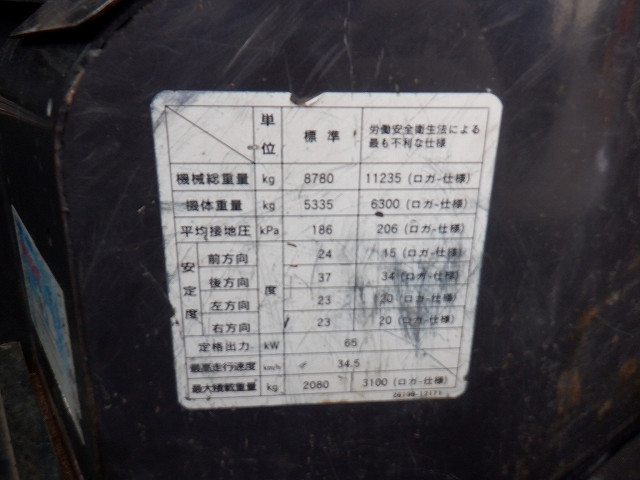 単位 標準 労働安全衛生法による
最も不利な仕様
機械総重量 kg 8780 11235 (ロガー仕様)
機体重量 kg 5335 6300 (ロガー仕様)
平均接地圧 kPa 186 206 (ロガー仕様)
安定度 前方向 度 24 15 (ロガー仕様)
後方向 37 34 (ロガー仕様)
左方向 23 20 (ロガー仕様)
右方向 23 20 (ロガー仕様)
定格出力 kW 65
最高走行速度 km/h 34.5
最大積載重量 kg 2080 3100 (ロガー仕様)